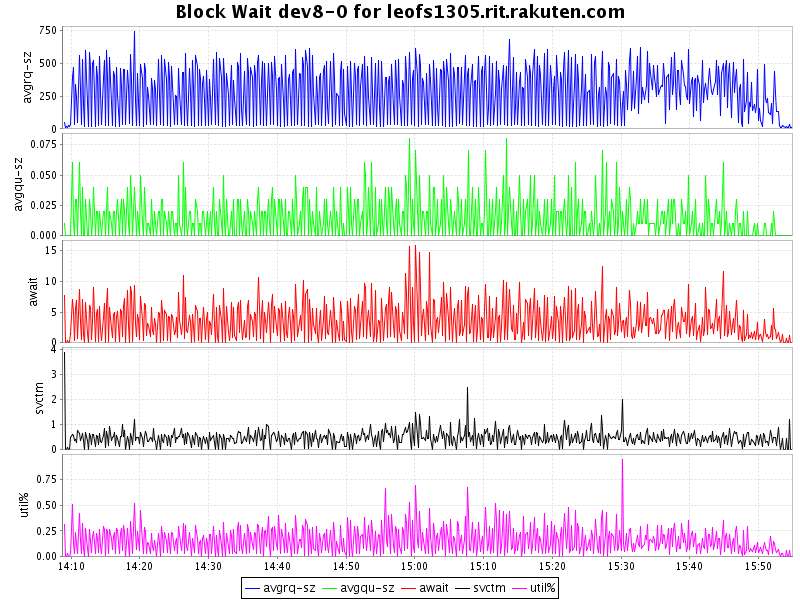 Block Wait dev8-0 for leofs1305.rit.rakuten.com
avgrq-sz
750
500
250
0
avgqu-sz
0.075
0.050
0.025
0.000
await
15
10
5
0
svctm
4
3
2
1
0
util%
0.75
0.50
0.25
0.00
14:10 14:20 14:30 14:40 14:50 15:00 15:10 15:20 15:30 15:40 15:50
avgrq-sz avgqu-sz await svctm util%